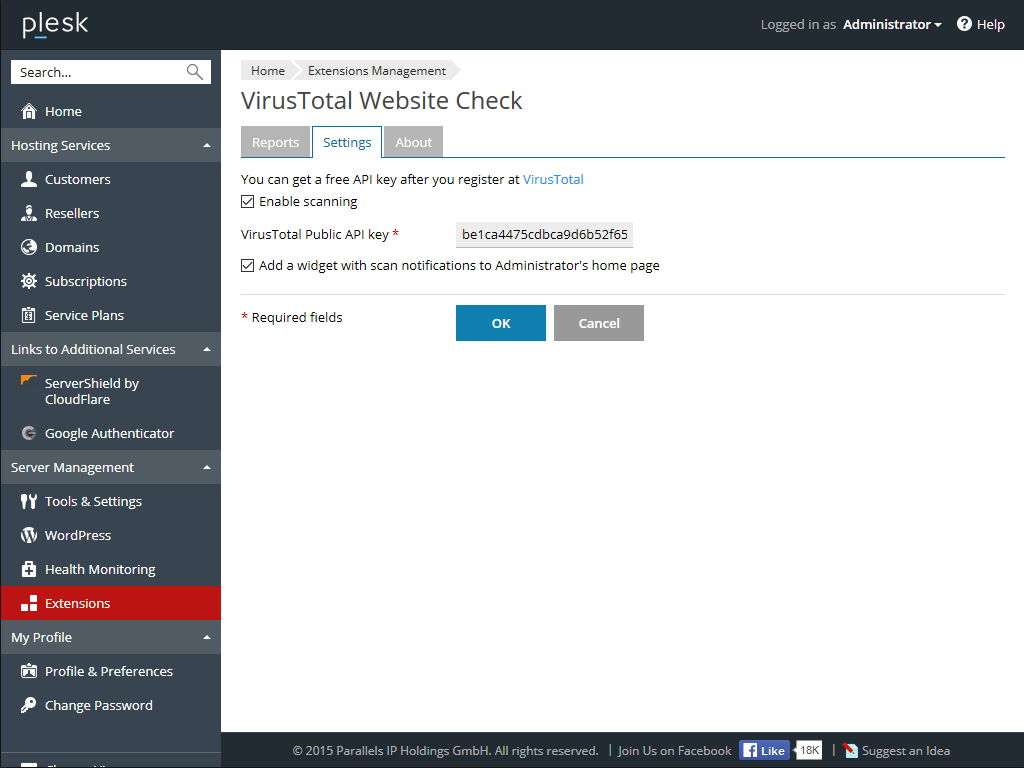 plesk
Logged in as Administrator
Help
Search...
Home
Hosting Services
Customers
Resellers
Domains
Subscriptions
Service Plans
Links to Additional Services
ServerShield by
CloudFlare
Google Authenticator
Server Management
Tools & Settings
WordPress
Health Monitoring
Extensions
My Profile
Profile & Preferences
Change Password
Home
Extensions Management
VirusTotal Website Check
Reports
Settings
About
You can get a free API key after you register at VirusTotal
Enable scanning
VirusTotal Public API key *
be1ca4475cdbca9d6b52f65
Add a widget with scan notifications to Administrator's home page
* Required fields
OK
Cancel
© 2015 Parallels IP Holdings GmbH. All rights reserved. | Join Us on Facebook
Like
18K
| Suggest an Idea